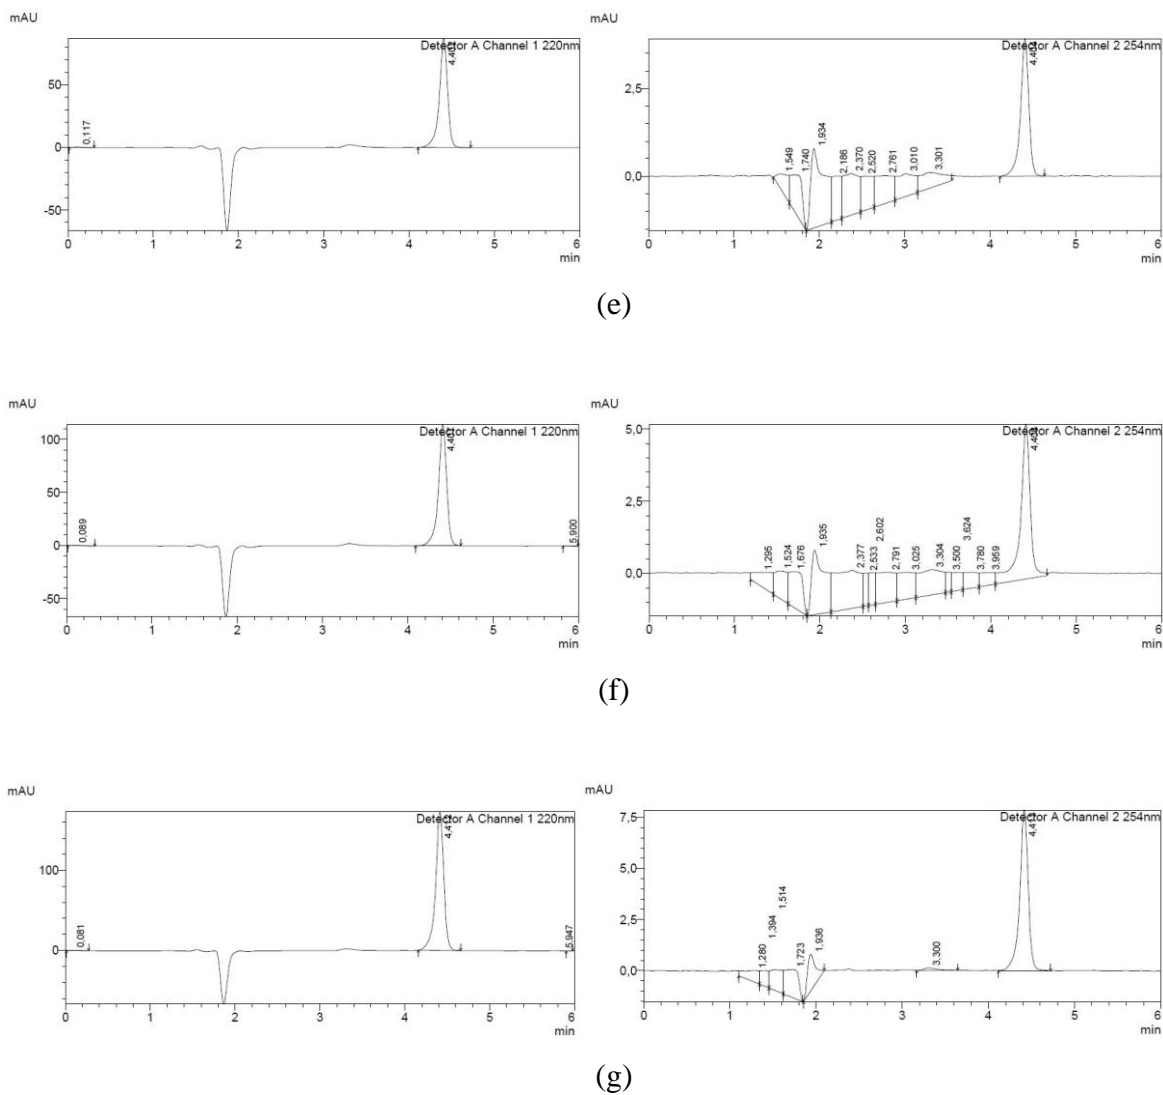 mAU
Detector A Channel 1 220nm
50
0
-50
0,117
0 1 2 3 4 5 6
min
mAU
Detector A Channel 2 254nm
2,5
0,0
1,549
1,740
1,934
2,186
2,370
2,520
2,761
3,010
3,301
0 1 2 3 4 5 6
min
(e)
mAU
Detector A Channel 1 220nm
100
50
0
-50
0,089
5,900
0 1 2 3 4 5 6
min
mAU
Detector A Channel 2 254nm
5,0
2,5
0,0
1,295
1,524
1,676
1,935
2,377
2,533
2,602
2,791
3,025
3,304
3,500
3,624
3,780
3,959
0 1 2 3 4 5 6
min
(f)
mAU
Detector A Channel 1 220nm
100
0
0,081
5,947
0 1 2 3 4 5 6
min
mAU
Detector A Channel 2 254nm
7,5
5,0
2,5
0,0
1,280
1,394
1,514
1,723
1,936
3,300
0 1 2 3 4 5 6
min
(g)